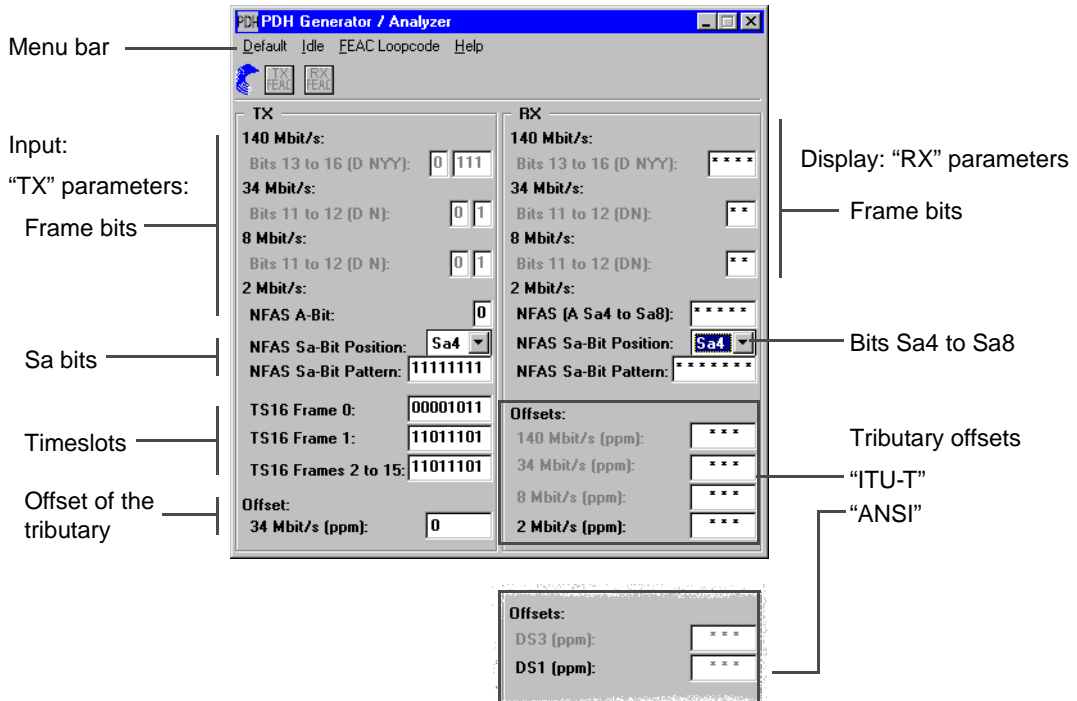 PDH PDH Generator / Analyzer
Menu bar
Default Idle FEAC Loopcode Help
TX FEAC RX FEAC
Input:
"TX" parameters:
Frame bits
Sa bits
Timeslots
Offset of the
tributary
TX
140 Mbit/s:
Bits 13 to 16 (D NYY): 0 111
34 Mbit/s:
Bits 11 to 12 (D N): 0 1
8 Mbit/s:
Bits 11 to 12 (D N): 0 1
2 Mbit/s:
NFAS A-Bit: 0
NFAS Sa-Bit Position: Sa4
NFAS Sa-Bit Pattern: 11111111
TS16 Frame 0: 00001011
TS16 Frame 1: 11011101
TS16 Frames 2 to 15: 11011101
Offset:
34 Mbit/s (ppm): 0
RX
140 Mbit/s:
Bits 13 to 16 (D NYY): * * * *
34 Mbit/s:
Bits 11 to 12 (DN): * *
8 Mbit/s:
Bits 11 to 12 (DN): * *
2 Mbit/s:
NFAS (A Sa4 to Sa8): * * * * *
NFAS Sa-Bit Position: Sa4
NFAS Sa-Bit Pattern: * * * * * * *
Offsets:
140 Mbit/s (ppm): * * *
34 Mbit/s (ppm): * * *
8 Mbit/s (ppm): * * *
2 Mbit/s (ppm): * * *
Display: "RX" parameters
Frame bits
Bits Sa4 to Sa8
Tributary offsets
"ITU-T"
"ANSI"
Offsets:
DS3 (ppm): * * *
DS1 (ppm): * * *